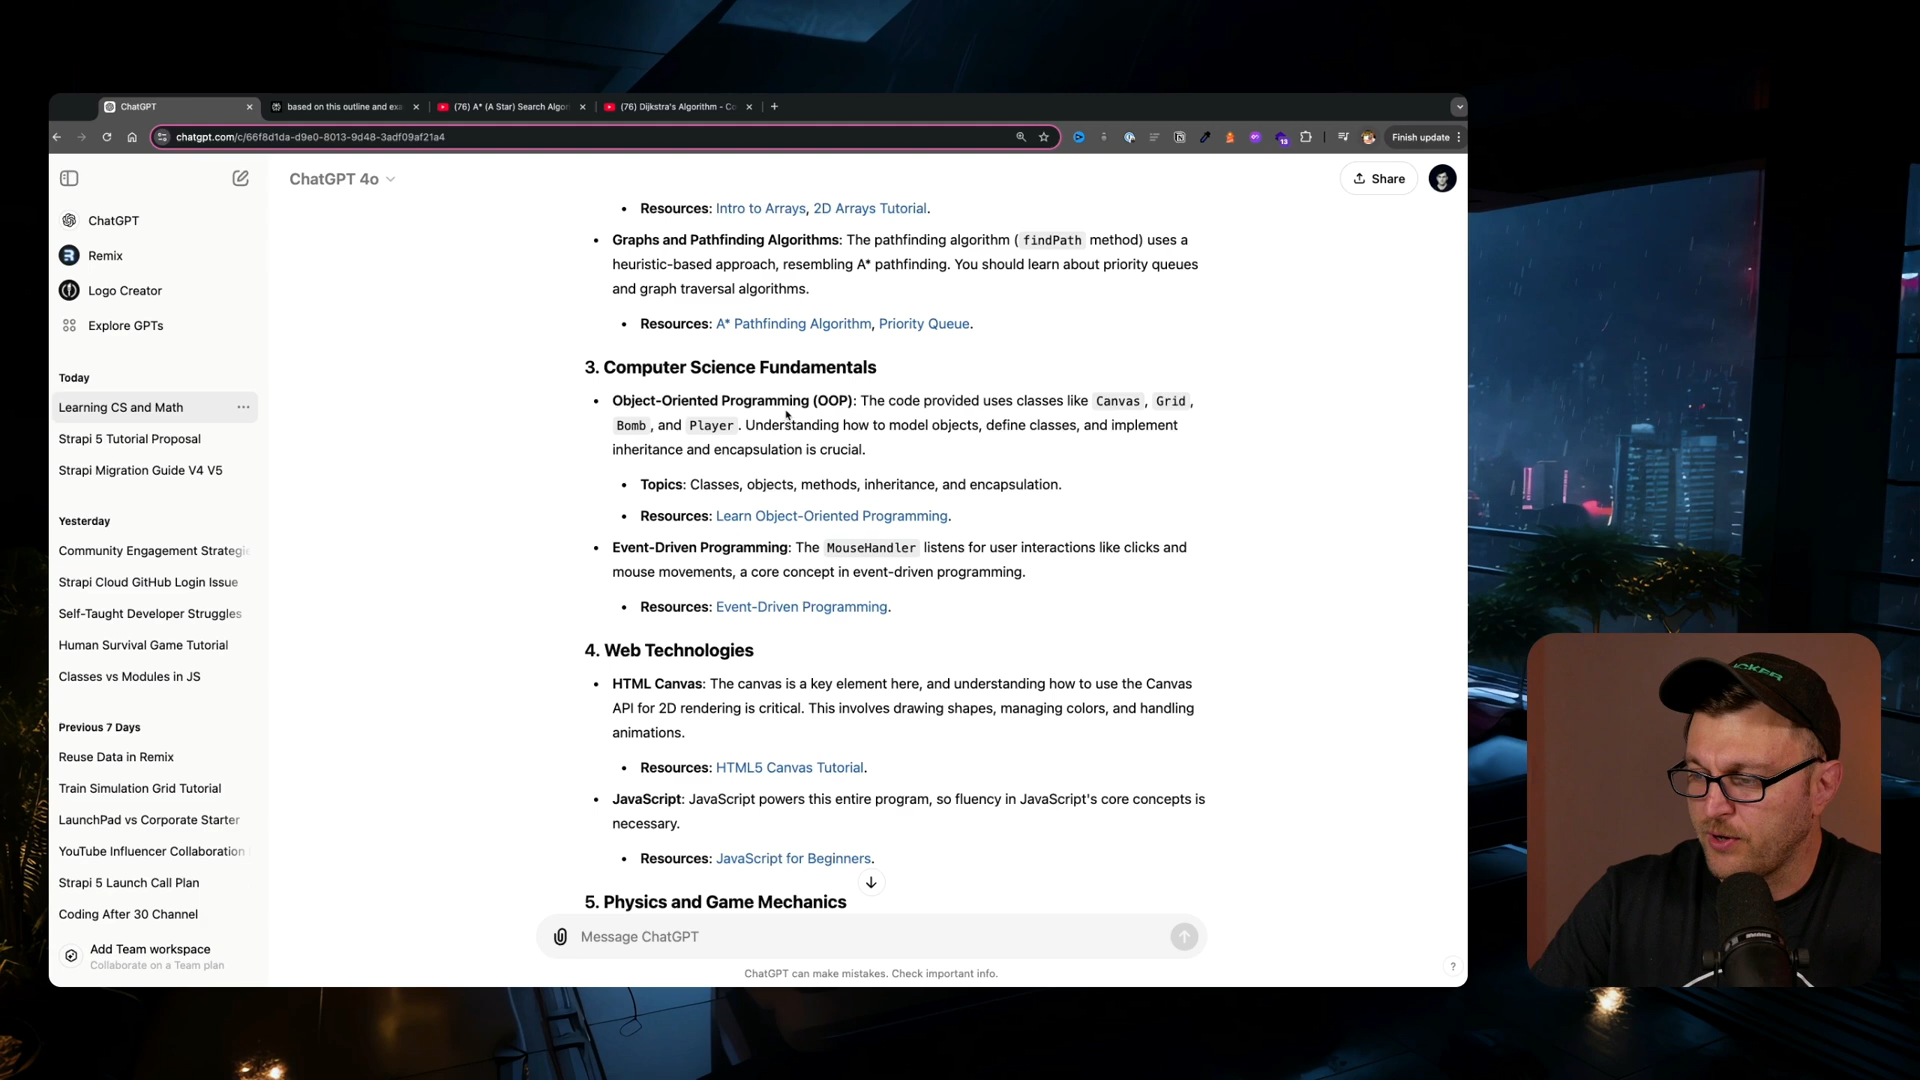 ChatGPT
based on this outline and exa
(76) A* (A Star) Search Algor
(76) Dijkstra's Algorithm - Co
chatgpt.com/c/66f8d1da-d9e0-8013-9d48-3adf09af21a4
13
Finish update
ChatGPT 4o
Share
ChatGPT
Remix
Logo Creator
Explore GPTs
Today
Learning CS and Math
Strapi 5 Tutorial Proposal
Strapi Migration Guide V4 V5
Yesterday
Community Engagement Strategie
Strapi Cloud GitHub Login Issue
Self-Taught Developer Struggles
Human Survival Game Tutorial
Classes vs Modules in JS
Previous 7 Days
Reuse Data in Remix
Train Simulation Grid Tutorial
LaunchPad vs Corporate Starter
YouTube Influencer Collaboration
Strapi 5 Launch Call Plan
Coding After 30 Channel
Add Team workspace
Collaborate on a Team plan
Resources: Intro to Arrays, 2D Arrays Tutorial.
Graphs and Pathfinding Algorithms: The pathfinding algorithm ( findPath method) uses a
heuristic-based approach, resembling A* pathfinding. You should learn about priority queues
and graph traversal algorithms.
Resources: A* Pathfinding Algorithm, Priority Queue.
3. Computer Science Fundamentals
Object-Oriented Programming (OOP): The code provided uses classes like Canvas, Grid,
Bomb, and Player. Understanding how to model objects, define classes, and implement
inheritance and encapsulation is crucial.
Topics: Classes, objects, methods, inheritance, and encapsulation.
Resources: Learn Object-Oriented Programming.
Event-Driven Programming: The MouseHandler listens for user interactions like clicks and
mouse movements, a core concept in event-driven programming.
Resources: Event-Driven Programming.
4. Web Technologies
HTML Canvas: The canvas is a key element here, and understanding how to use the Canvas
API for 2D rendering is critical. This involves drawing shapes, managing colors, and handling
animations.
Resources: HTML5 Canvas Tutorial.
JavaScript: JavaScript powers this entire program, so fluency in JavaScript's core concepts is
necessary.
Resources: JavaScript for Beginners.
5. Physics and Game Mechanics
Message ChatGPT
ChatGPT can make mistakes. Check important info.
?